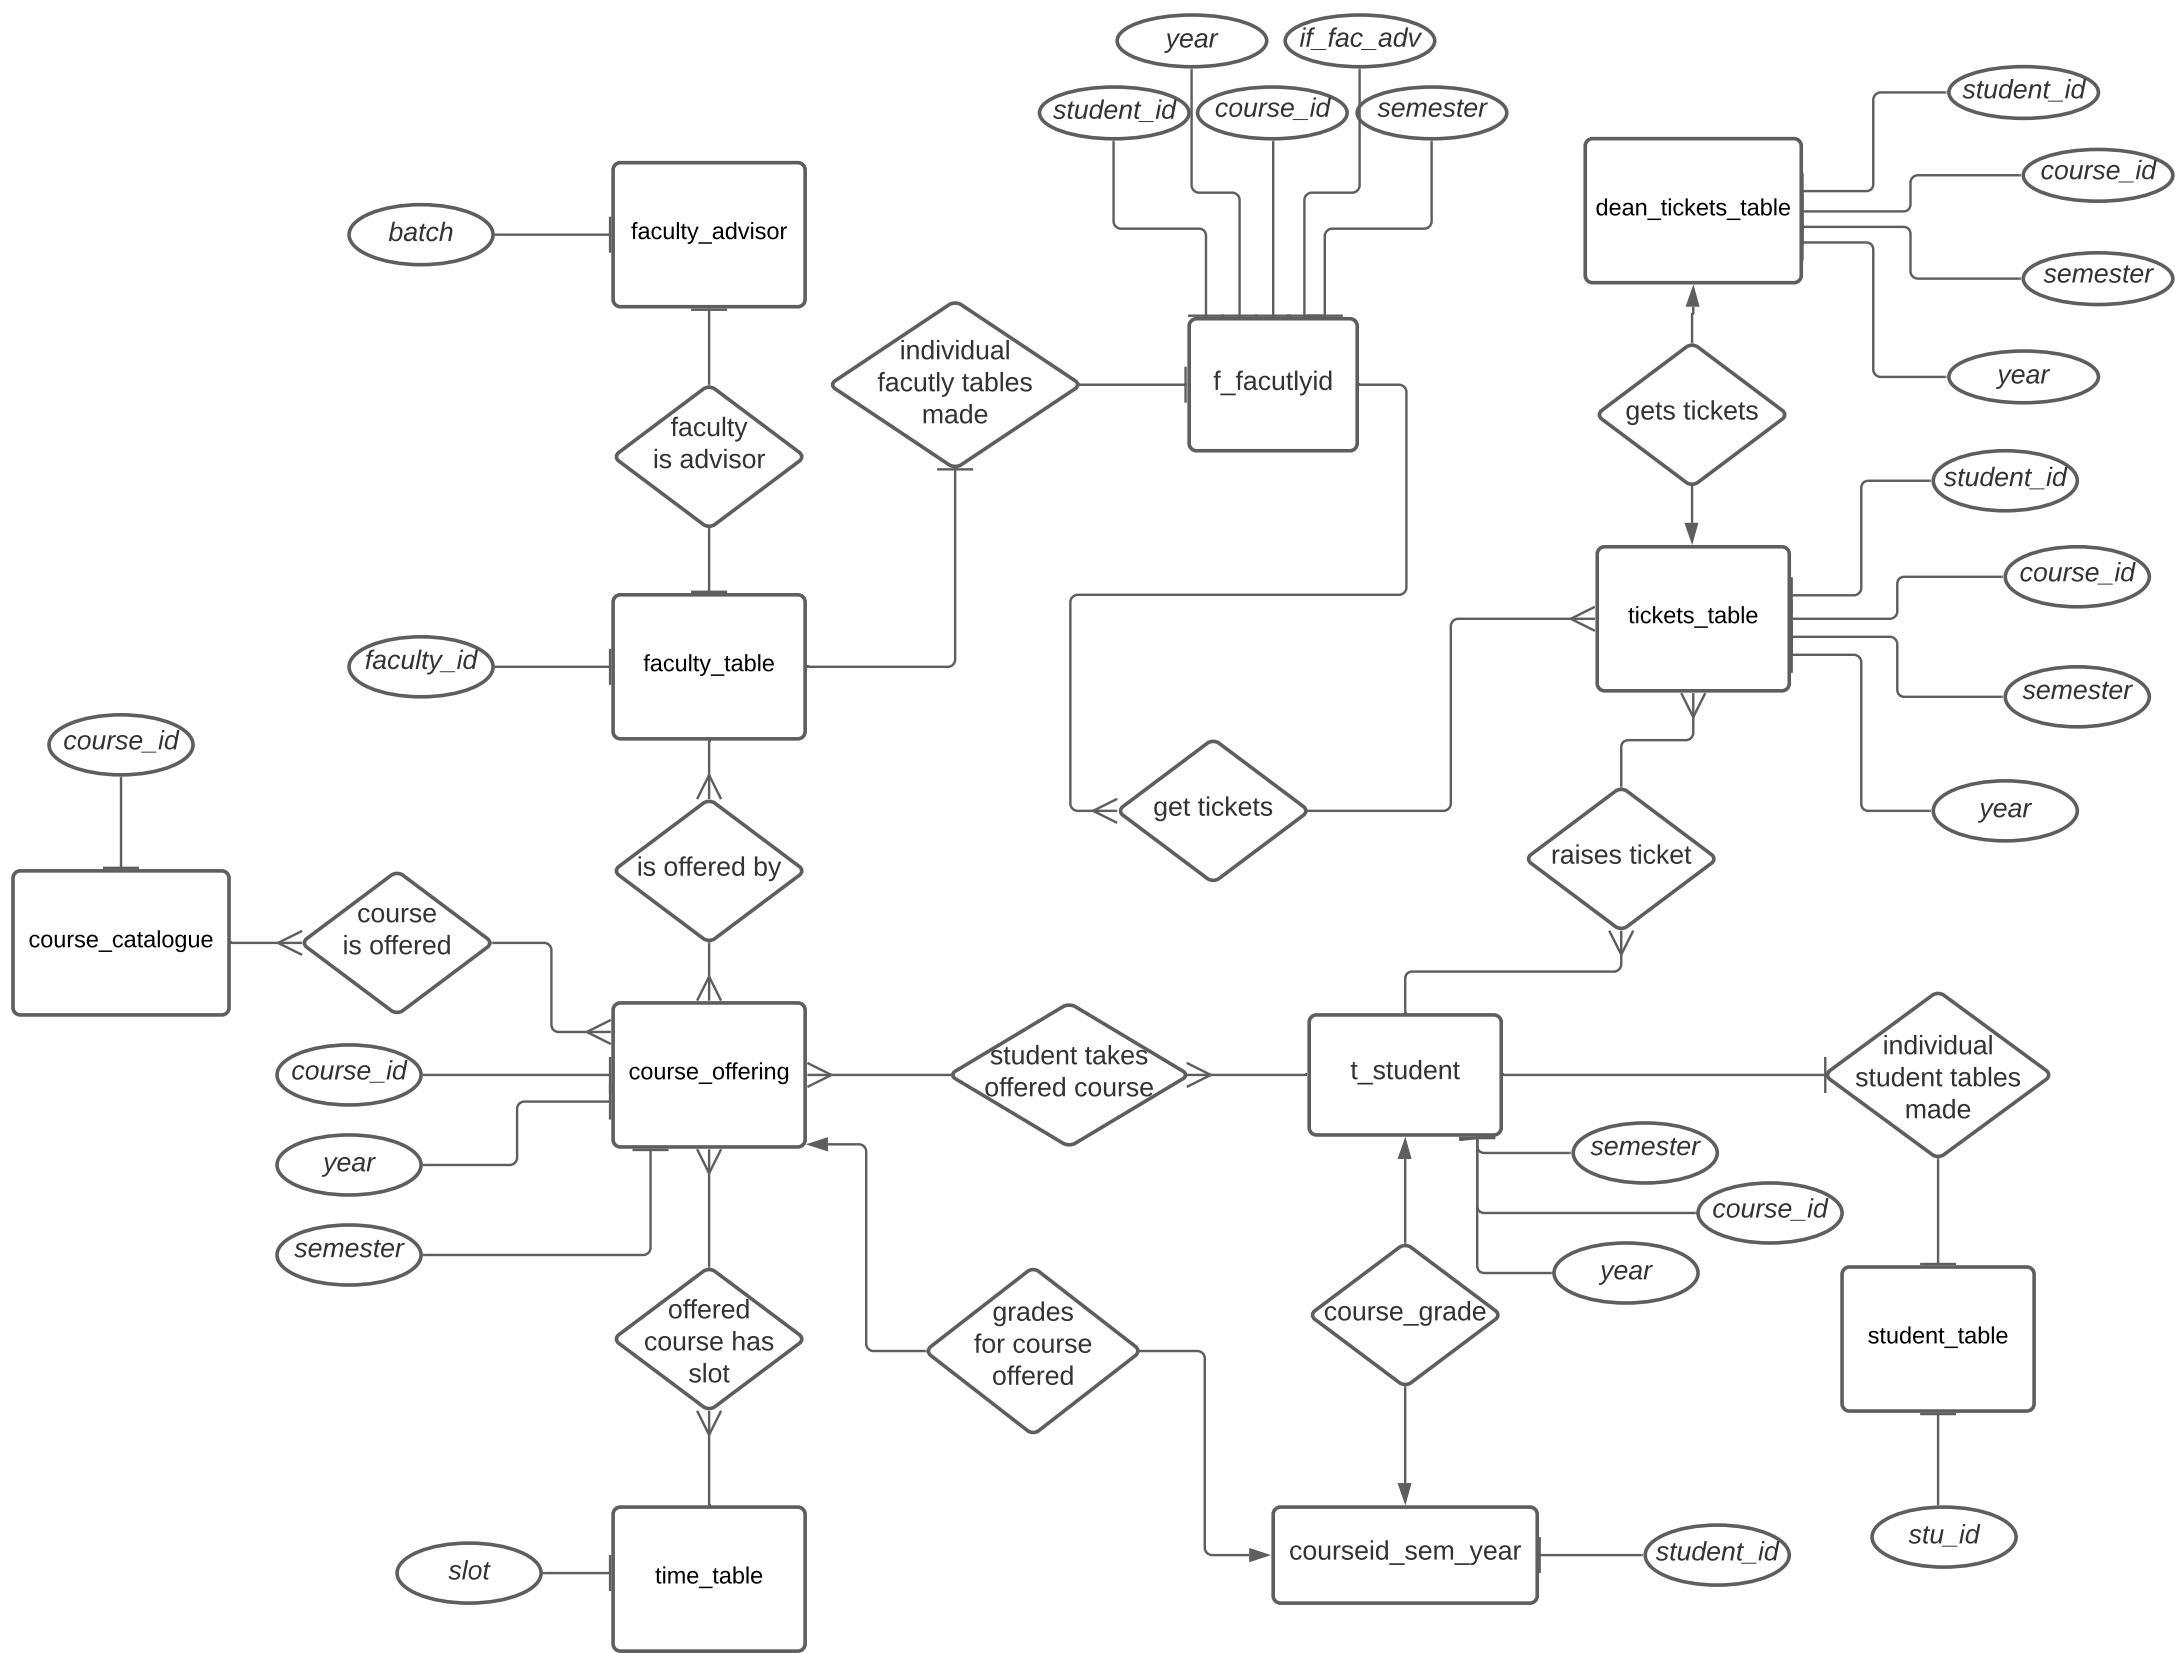 year
if_fac_adv
student_id
course_id
semester
student_id
course_id
semester
year
dean_tickets_table
batch
faculty_advisor
individual
facutly tables
made
f_facutlyid
gets tickets
faculty
is advisor
student_id
course_id
semester
year
tickets_table
faculty_id
faculty_table
course_id
get tickets
raises ticket
is offered by
course_catalogue
course
is offered
course_id
year
semester
course_offering
student takes
offered course
t_student
individual
student tables
made
semester
course_id
year
offered
course has
slot
grades
for course
offered
course_grade
student_table
stu_id
slot
time_table
courseid_sem_year
student_id